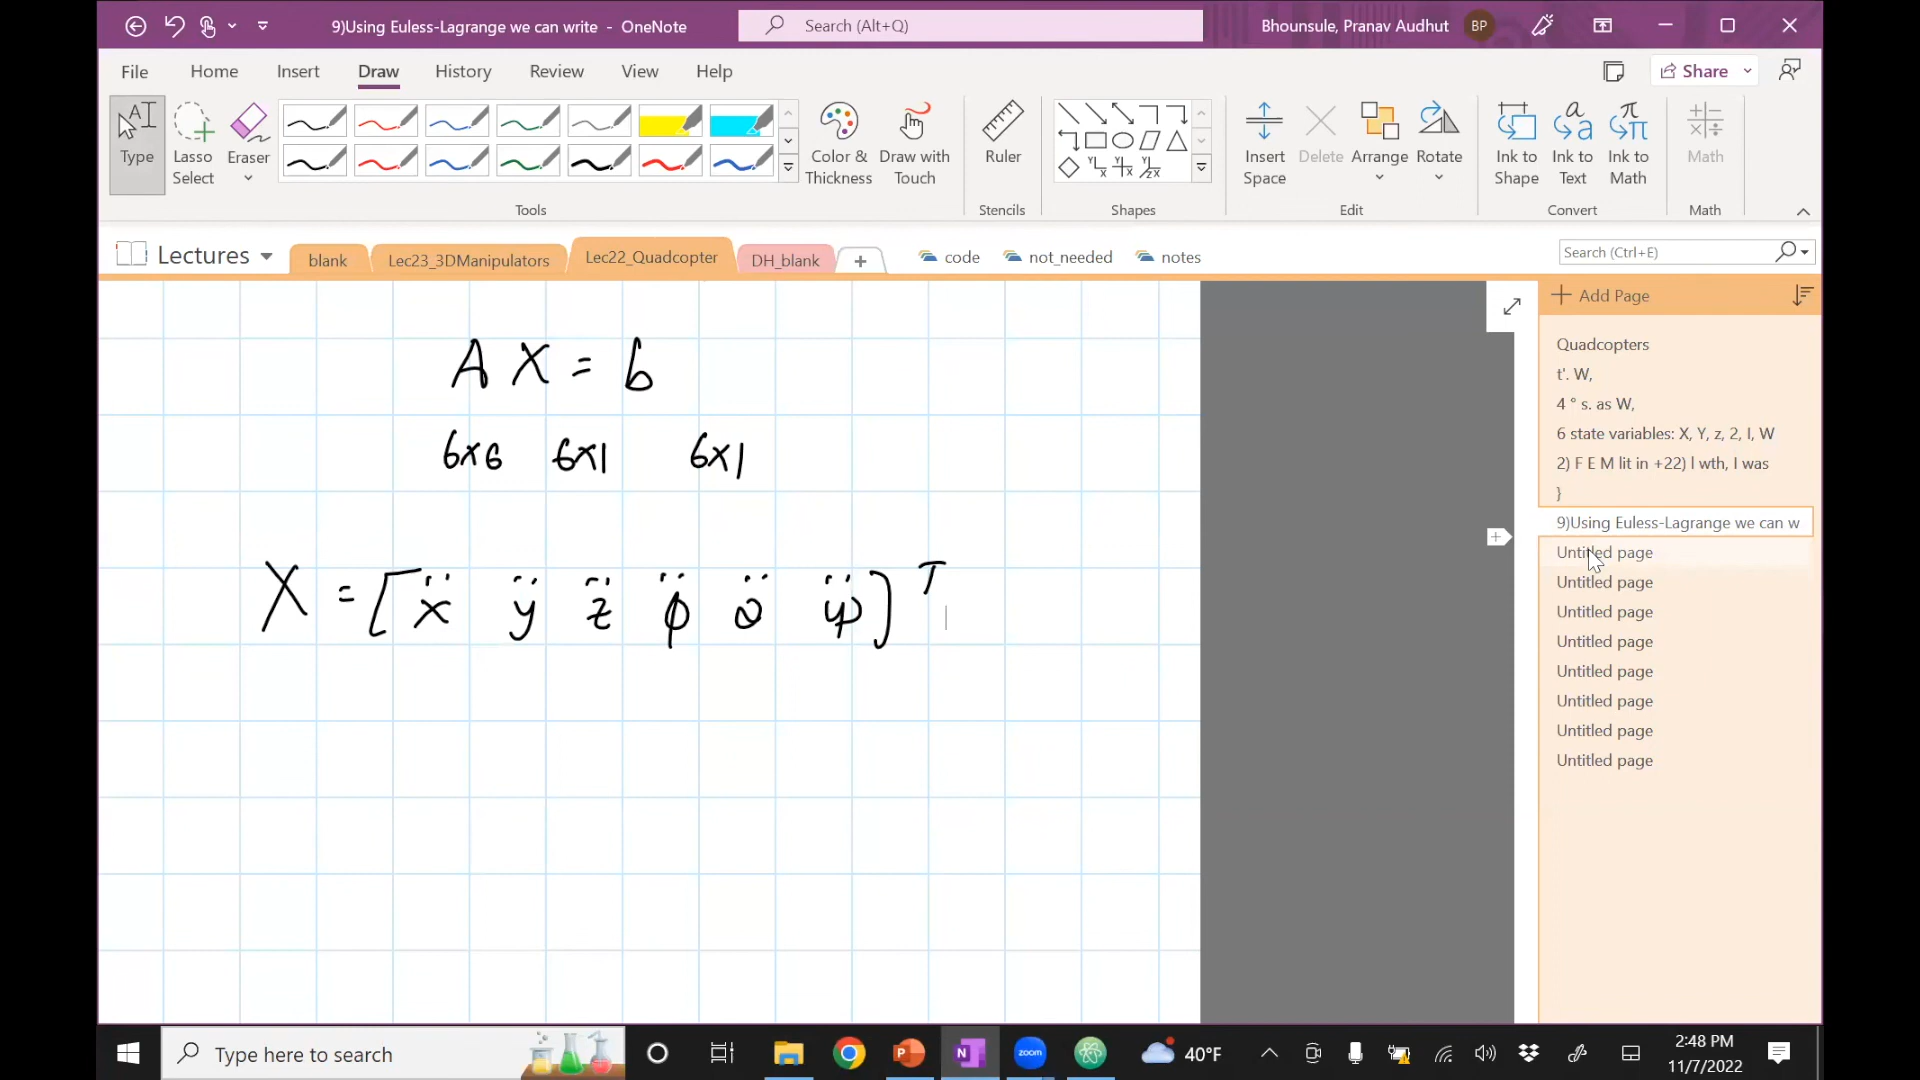 9)Using Euless-Lagrange we can write - OneNote
Search (Alt+Q)
Bhounsule, Pranav Audhut
BP
File
Home
Insert
Draw
History
Review
View
Help
Share
Type
Lasso Select
Eraser
Color & Thickness
Draw with Touch
Ruler
Insert Space
Delete
Arrange
Rotate
Ink to Shape
Ink to Text
Ink to Math
Math
Tools
Stencils
Shapes
Edit
Convert
Math
Lectures
blank
Lec23_3DManipulators
Lec22_Quadcopter
DH_blank
code
not_needed
notes
Search (Ctrl+E)
A X = b
6x6 6x1 6x1
X = [ẍ ÿ z̈ ϕ̈ θ̈ ψ̈]ᵀ
Add Page
Quadcopters
t'. W,
4 ° s. as W,
6 state variables: X, Y, z, 2, I, W
2) F E M lit in +22) l wth, I was
}
9)Using Euless-Lagrange we can w
Untitled page
Untitled page
Untitled page
Untitled page
Untitled page
Untitled page
Untitled page
Untitled page
Type here to search
zoom
40°F
2:48 PM
11/7/2022